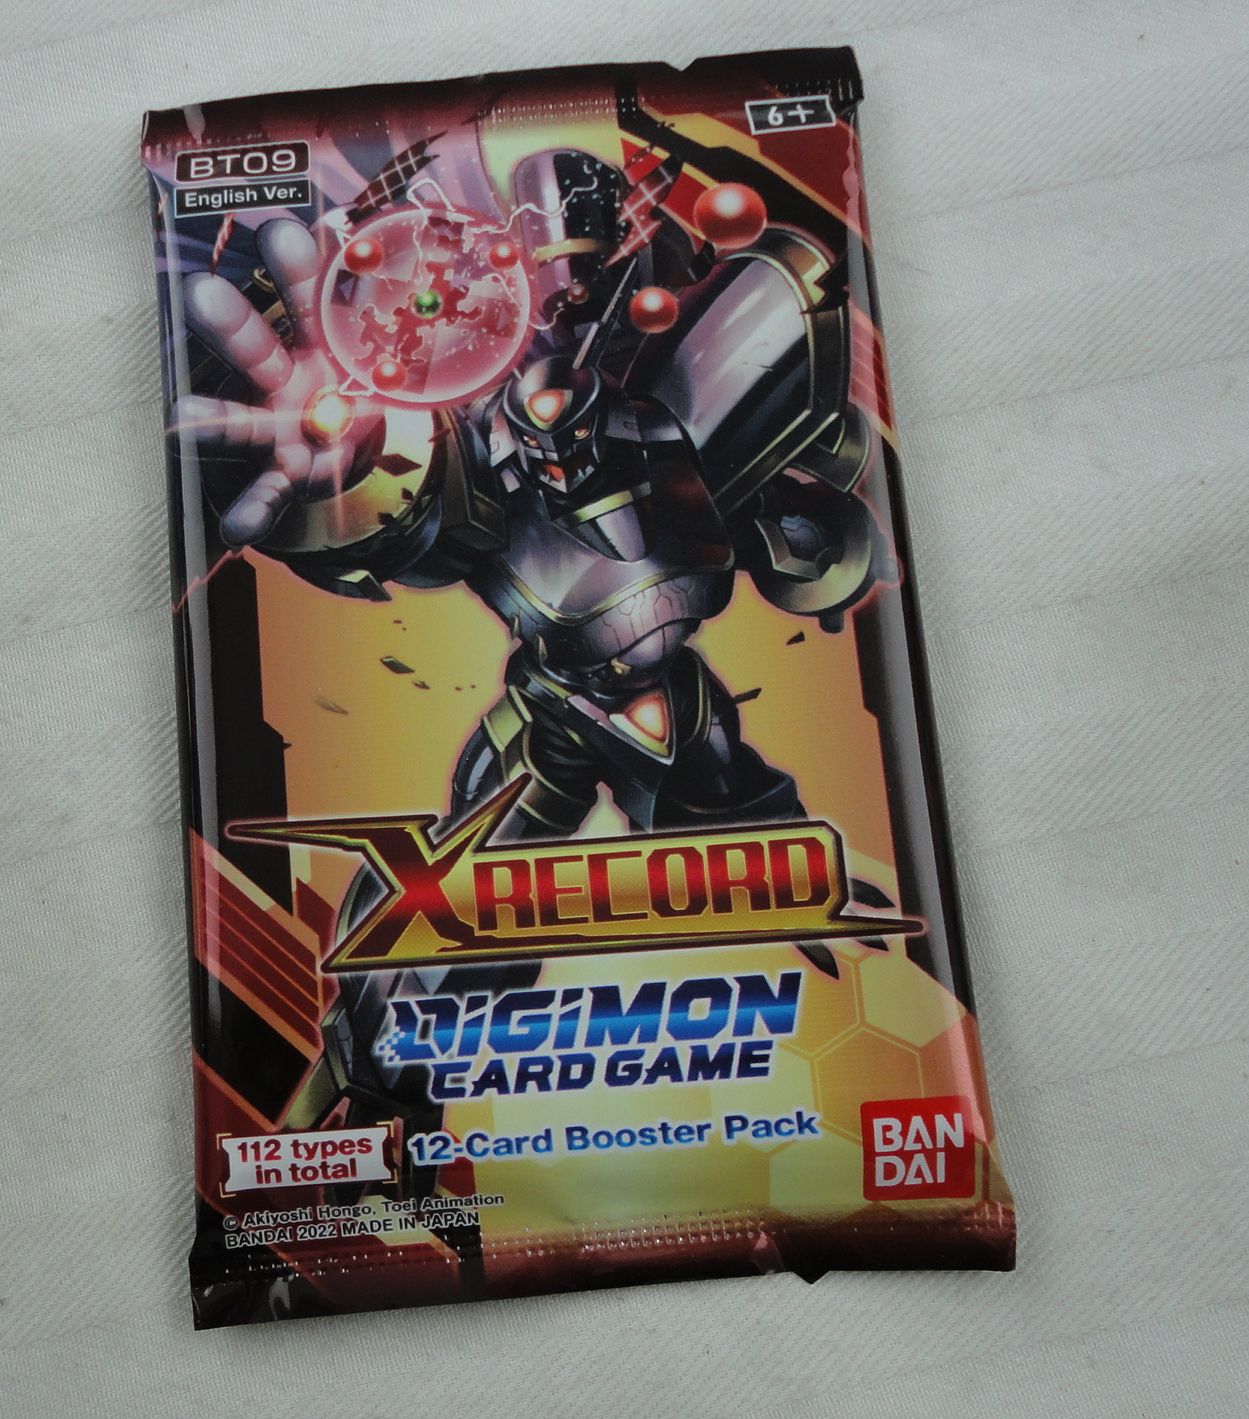 6+
BT09
English Ver.
XRECORD
DiGiMON
CARD GAME
12-Card Booster Pack
112 types
in total
BAN
DAI
© Akiyoshi Hongo, Toei Animation
BANDAI 2022 MADE IN JAPAN